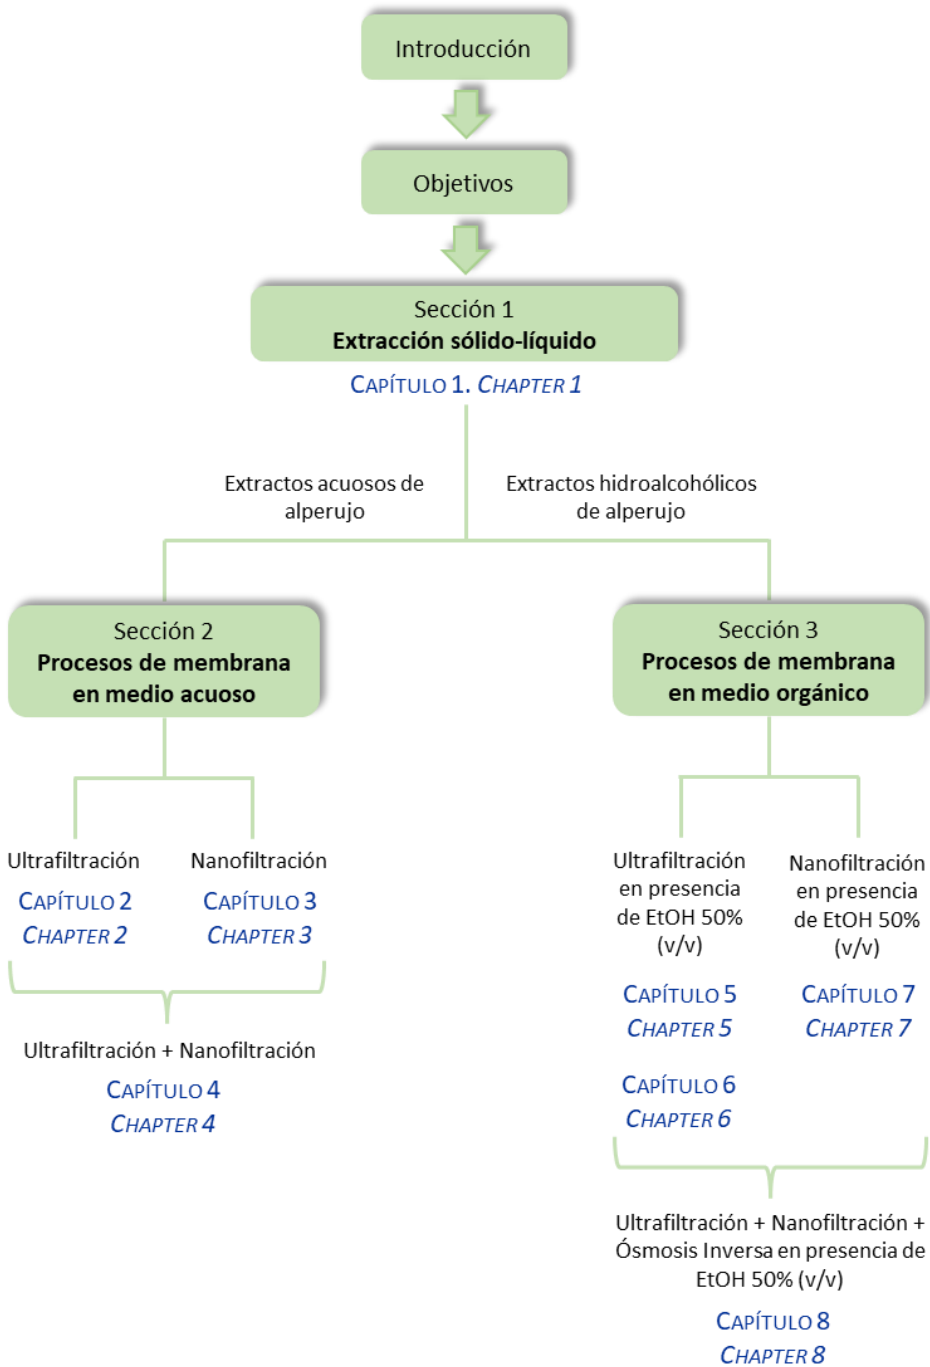 Introducción
Objetivos
Sección 1
Extracción sólido-líquido
CAPÍTULO 1. CHAPTER 1
Extractos acuosos de
alperujo
Extractos hidroalcohólicos
de alperujo
Sección 2
Procesos de membrana
en medio acuoso
Ultrafiltración
CAPÍTULO 2
CHAPTER 2
Nanofiltración
CAPÍTULO 3
CHAPTER 3
Ultrafiltración + Nanofiltración
CAPÍTULO 4
CHAPTER 4
Sección 3
Procesos de membrana
en medio orgánico
Ultrafiltración
en presencia
de EtOH 50%
(v/v)
CAPÍTULO 5
CHAPTER 5
CAPÍTULO 6
CHAPTER 6
Nanofiltración
en presencia
de EtOH 50%
(v/v)
CAPÍTULO 7
CHAPTER 7
Ultrafiltración + Nanofiltración +
Ósmosis Inversa en presencia de
EtOH 50% (v/v)
CAPÍTULO 8
CHAPTER 8